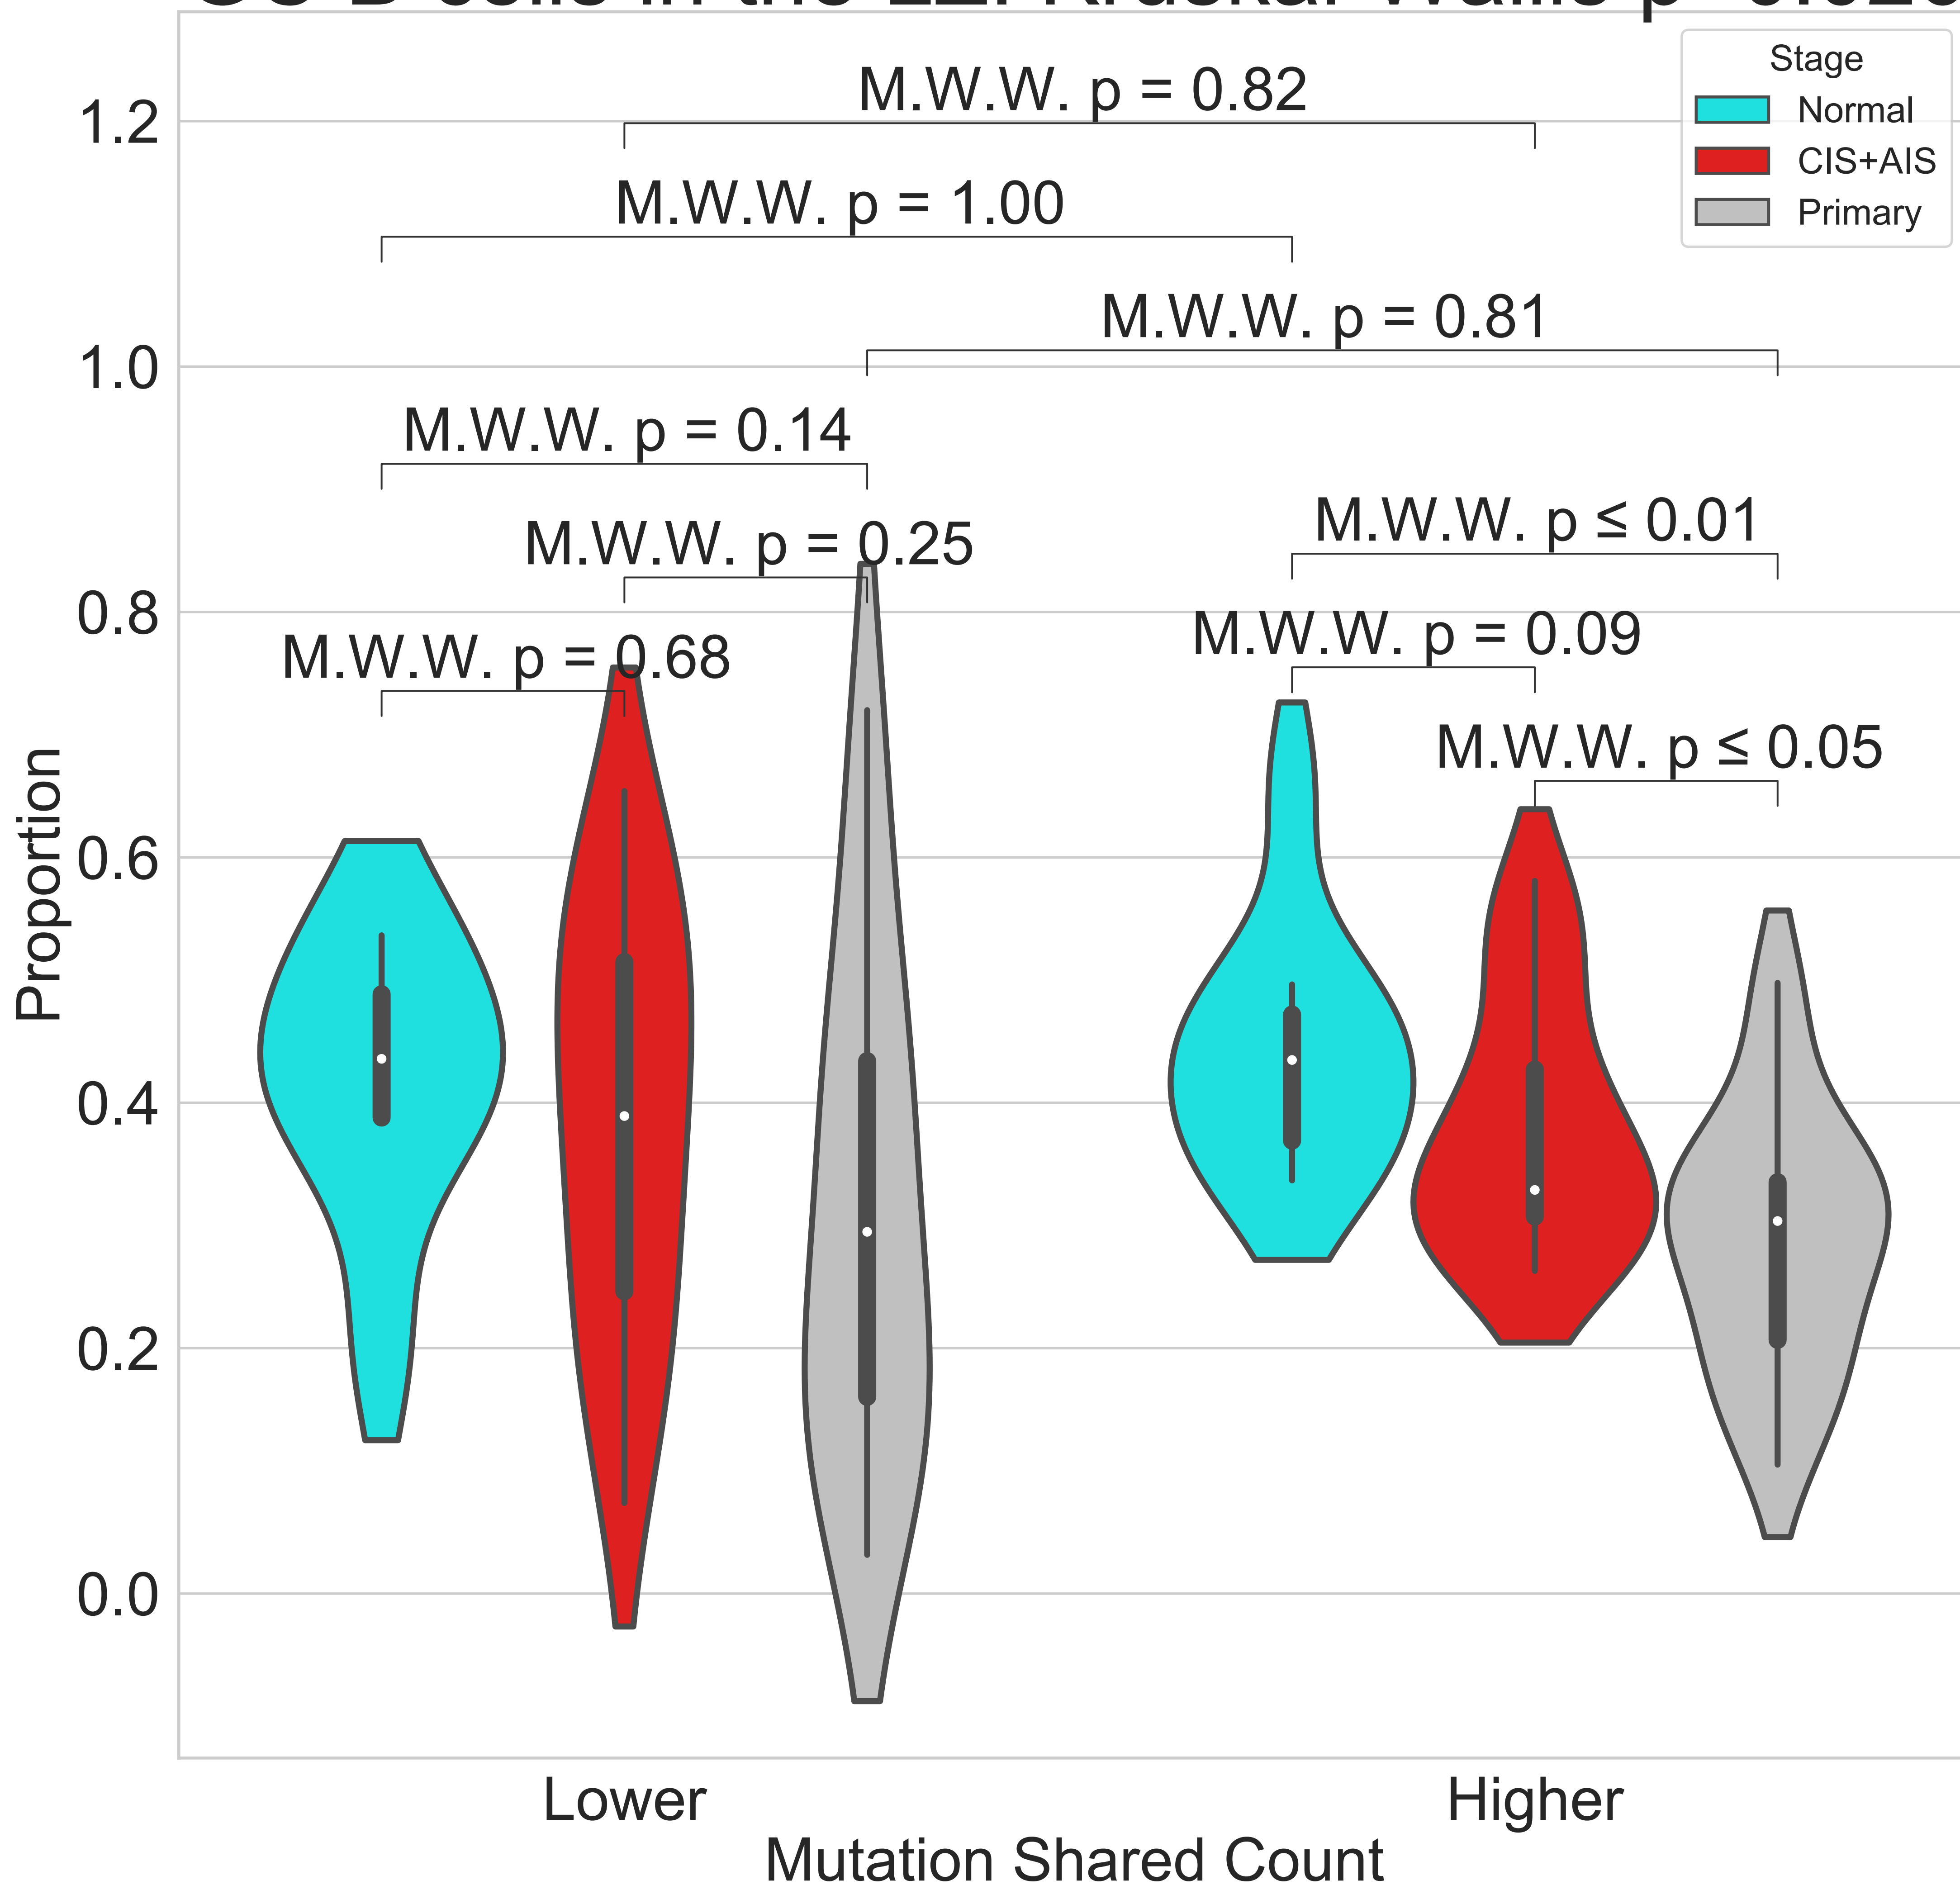 Stage
Normal
CIS+AIS
Primary
M.W.W. p = 0.82
M.W.W. p = 1.00
M.W.W. p = 0.81
M.W.W. p = 0.14
M.W.W. p = 0.25
M.W.W. p = 0.68
M.W.W. p ≤ 0.01
M.W.W. p = 0.09
M.W.W. p ≤ 0.05
1.2
1.0
0.8
0.6
0.4
0.2
0.0
Proportion
Lower
Higher
Mutation Shared Count